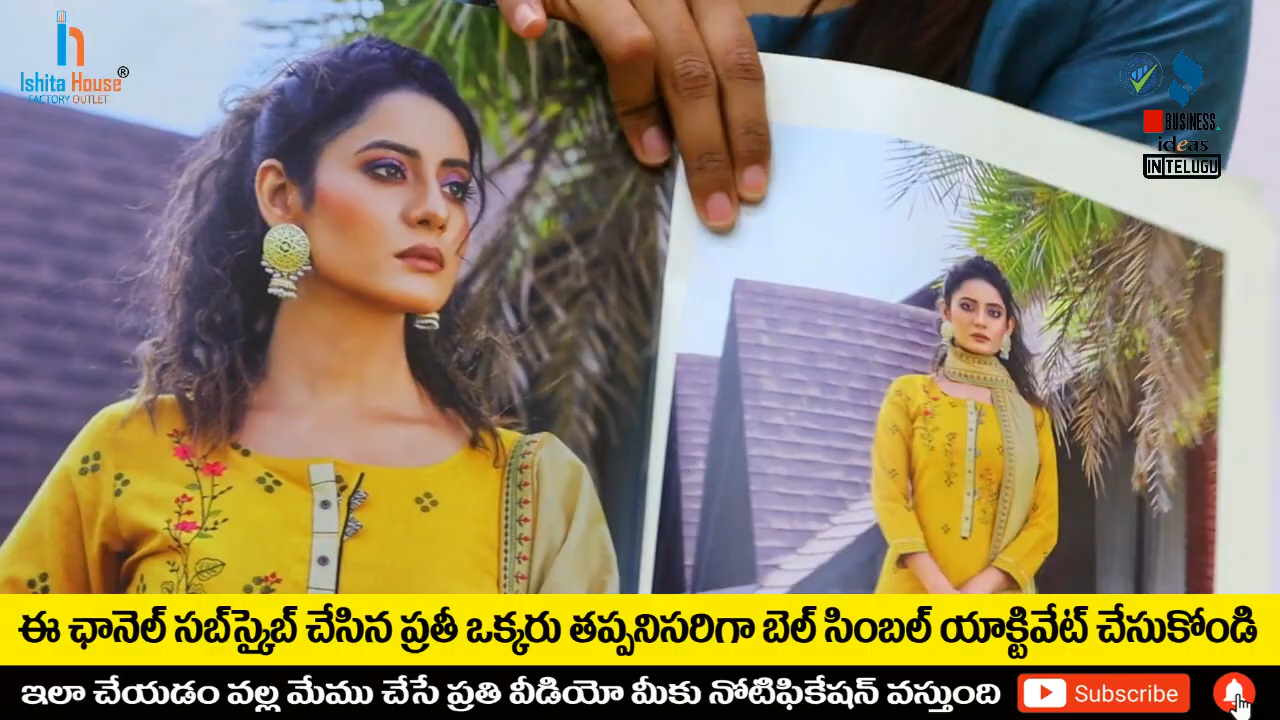 Ishita House®
FACTORY OUTLET
BUSINESS
ideas
IN TELUGU
ఈ ఛానెల్ సబ్‌స్క్రైబ్ చేసిన ప్రతీ ఒక్కరు తప్పనిసరిగా బెల్ సింబల్ యాక్టివేట్ చేసుకోండి
ఇలా చేయడం వల్ల మేము చేసే ప్రతి వీడియో మీకు నోటిఫికేషన్ వస్తుంది
Subscribe